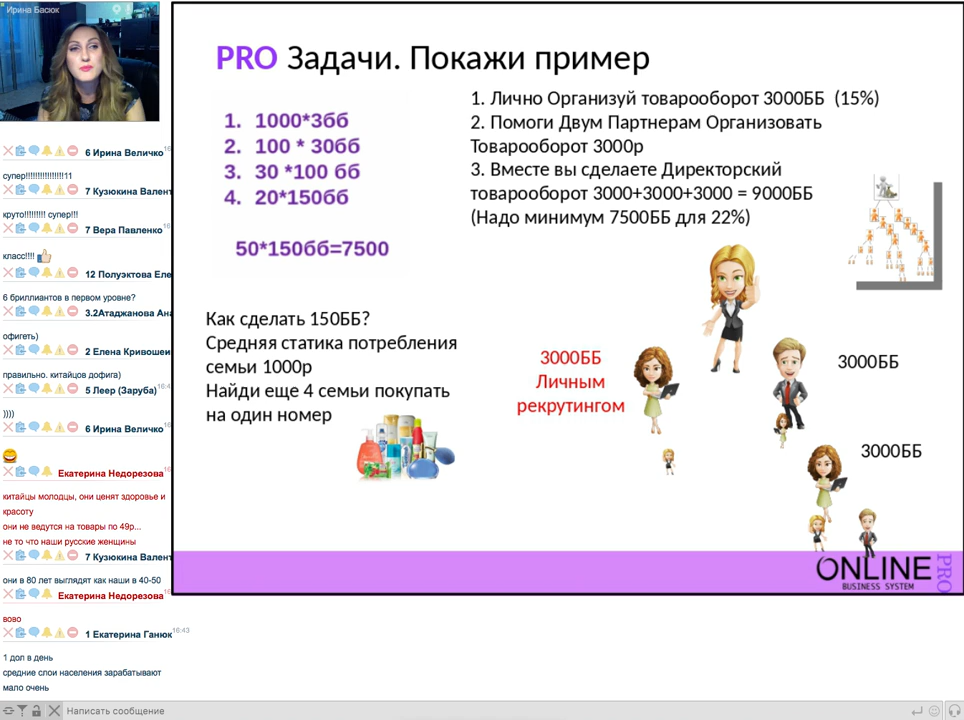 Ирина Басюк
6 Ирина Величко 16
супер!!!!!!!!!!!!!!!!!11
7 Кузюкина Валент
круто!!!!!!!!! супер!!!
7 Вера Павленко
класс!!!!
12 Полуэктова Еле
6 бриллиантов в первом уровне?
3.2Атаджанова Ана
офигеть)
2 Елена Кривошеи
правильно. китайцов дофига)
5 Леер (Заруба) 16:4
))))
6 Ирина Величко 16
Екатерина Недорезова 16
китайцы молодцы, они ценят здоровье и
красоту
они не ведутся на товары по 49р...
не то что наши русские женщины
7 Кузюкина Валент
они в 80 лет выглядят как наши в 40-50
Екатерина Недорезова 16
вово
1 Екатерина Ганюк 16:43
1 дол в день
средние слои населения зарабатывают
мало очень
Написать сообщение
PRO Задачи. Покажи пример
1. 1000*3бб
2. 100 * 30бб
3. 30 *100 бб
4. 20*150бб
50*150бб=7500
1. Лично Организуй товарооборот 3000ББ (15%)
2. Помоги Двум Партнерам Организовать
Товарооборот 3000р
3. Вместе вы сделаете Директорский
товарооборот 3000+3000+3000 = 9000ББ
(Надо минимум 7500ББ для 22%)
Как сделать 150ББ?
Средняя статика потребления
семьи 1000р
Найди еще 4 семьи покупать
на один номер
3000ББ
Личным
рекрутингом
3000ББ
3000ББ
ONLINE PRO
BUSINESS SYSTEM